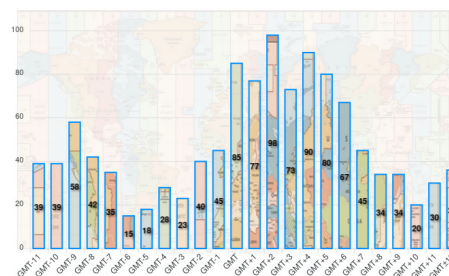 100
80
60
40
20
0
39
39
58
42
35
15
18
28
23
40
45
85
77
98
73
90
80
67
45
34
34
20
30
GMT-11
GMT-10
GMT-9
GMT-8
GMT-7
GMT-6
GMT-5
GMT-4
GMT-3
GMT-2
GMT-1
GMT
GMT+1
GMT+2
GMT+3
GMT+4
GMT+5
GMT+6
GMT+7
GMT+8
GMT+9
GMT+10
GMT+11